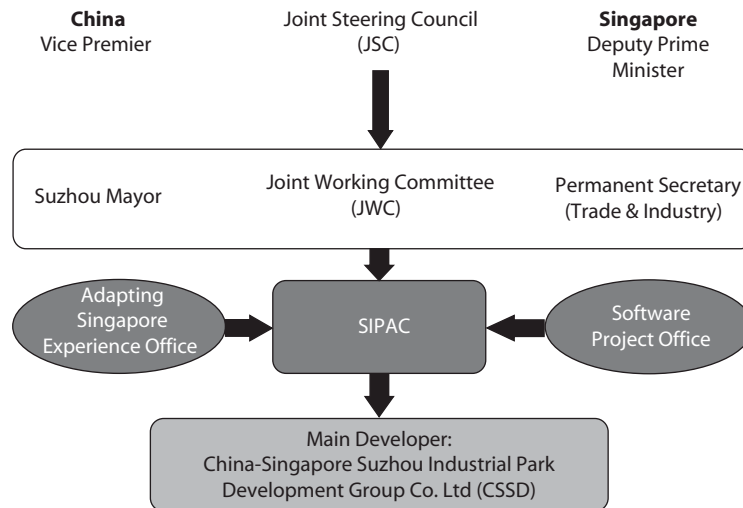 China
Vice Premier
Joint Steering Council
(JSC)
Singapore
Deputy Prime
Minister
Suzhou Mayor
Joint Working Committee
(JWC)
Permanent Secretary
(Trade & Industry)
Adapting
Singapore
Experience Office
SIPAC
Software
Project Office
Main Developer:
China-Singapore Suzhou Industrial Park
Development Group Co. Ltd (CSSD)